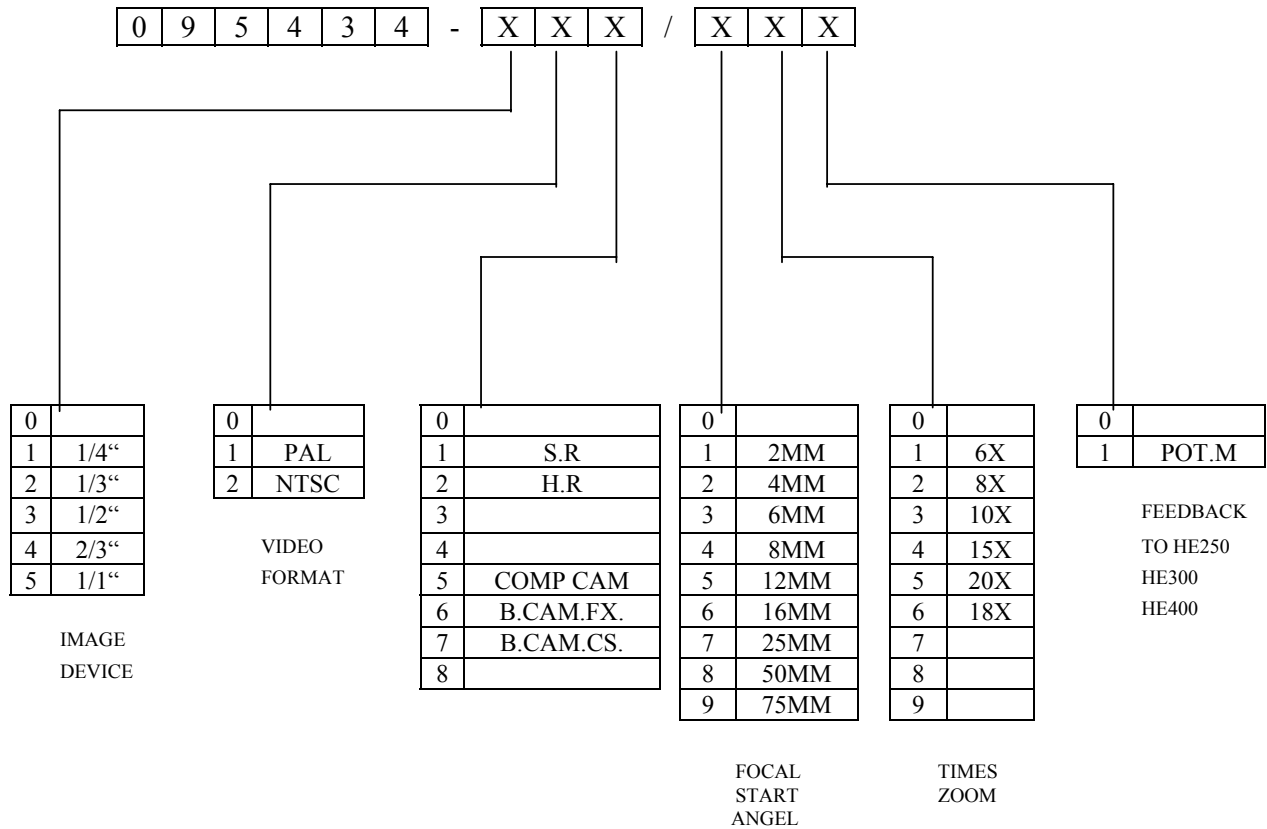 0 9 5 4 3 4 - X X X / X X X
0
1 1/4“
2 1/3“
3 1/2“
4 2/3“
5 1/1“
IMAGE
DEVICE
0
1 PAL
2 NTSC
VIDEO
FORMAT
0
1 S.R
2 H.R
3
4
5 COMP CAM
6 B.CAM.FX.
7 B.CAM.CS.
8
0
1 2MM
2 4MM
3 6MM
4 8MM
5 12MM
6 16MM
7 25MM
8 50MM
9 75MM
FOCAL
START
ANGEL
0
1 6X
2 8X
3 10X
4 15X
5 20X
6 18X
7
8
9
TIMES
ZOOM
0
1 POT.M
FEEDBACK
TO HE250
HE300
HE400